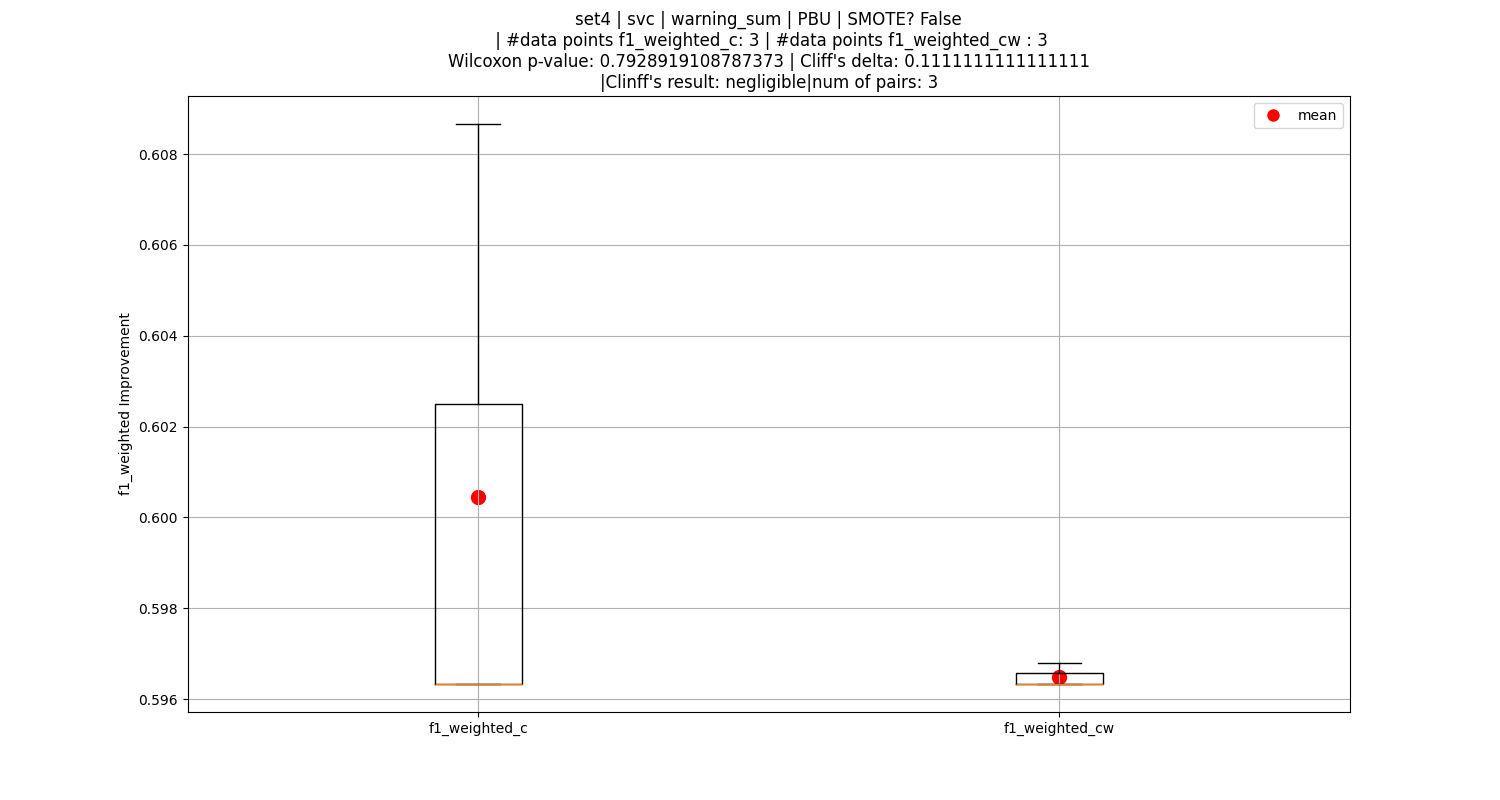 set4 | svc | warning_sum | PBU | SMOTE? False
| #data points f1_weighted_c: 3 | #data points f1_weighted_cw : 3
Wilcoxon p-value: 0.7928919108787373 | Cliff's delta: 0.1111111111111111
|Clinff's result: negligible|num of pairs: 3
mean
0.608
0.606
0.604
0.602
0.600
0.598
0.596
f1_weighted Improvement
f1_weighted_c
f1_weighted_cw